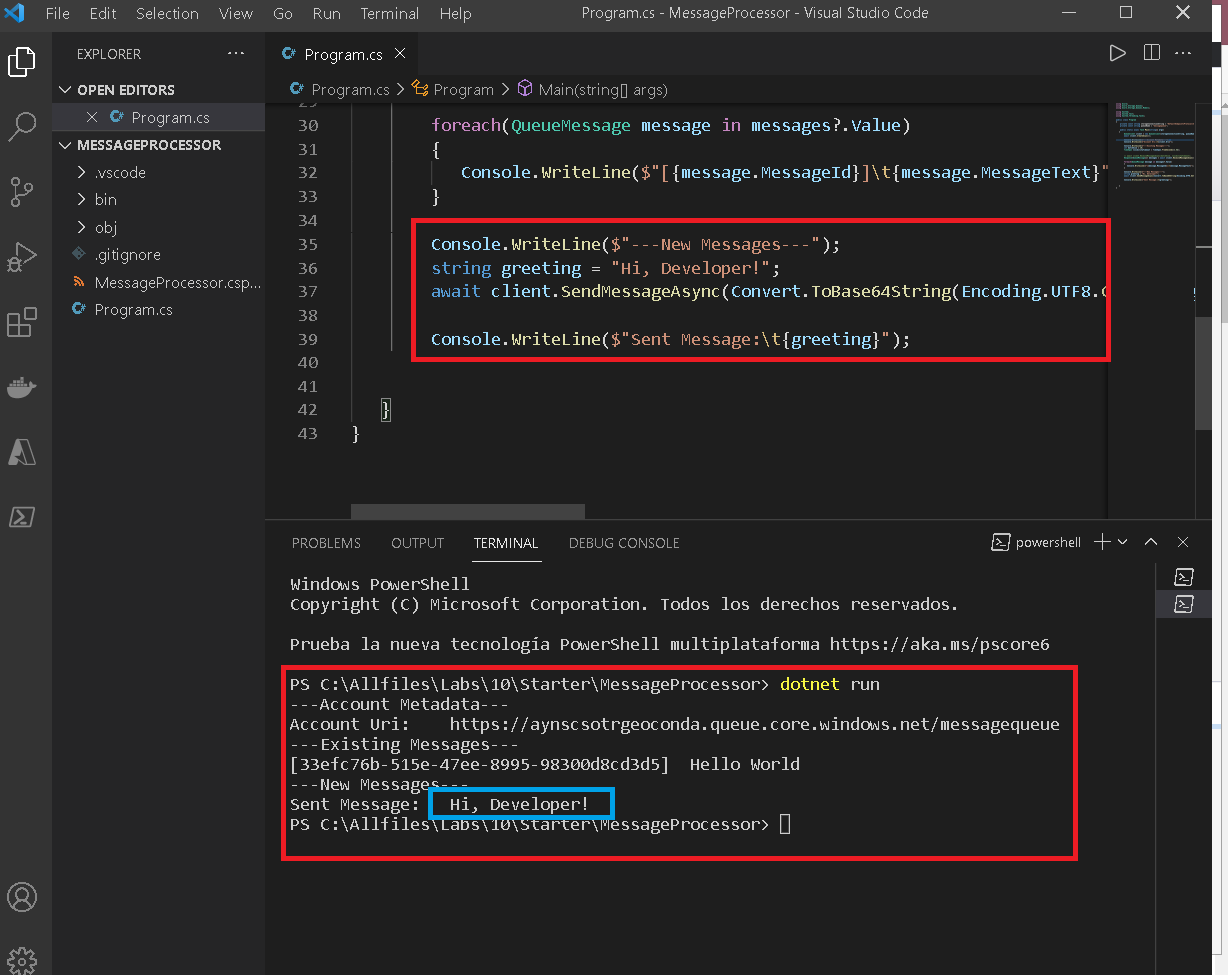 File Edit Selection View Go Run Terminal Help Program.cs - MessageProcessor - Visual Studio Code
EXPLORER ···
OPEN EDITORS
Program.cs
MESSAGEPROCESSOR
.vscode
bin
obj
.gitignore
MessageProcessor.csp...
Program.cs
Program.cs
Program.cs > Program > Main(string[] args)
29
30 foreach(QueueMessage message in messages?.Value)
31 {
32 Console.WriteLine($"[{message.MessageId}]\t{message.MessageText}"
33 }
34
35 Console.WriteLine($"---New Messages---");
36 string greeting = "Hi, Developer!";
37 await client.SendMessageAsync(Convert.ToBase64String(Encoding.UTF8.
38
39 Console.WriteLine($"Sent Message:\t{greeting}");
40
41
42 }
43 }
PROBLEMS OUTPUT TERMINAL DEBUG CONSOLE powershell
Windows PowerShell
Copyright (C) Microsoft Corporation. Todos los derechos reservados.
Prueba la nueva tecnología PowerShell multiplataforma https://aka.ms/pscore6
PS C:\Allfiles\Labs\10\Starter\MessageProcessor> dotnet run
---Account Metadata---
Account Uri: https://aynscsotrgeoconda.queue.core.windows.net/messagequeue
---Existing Messages---
[33efc76b-515e-47ee-8995-98300d8cd3d5] Hello World
---New Messages---
Sent Message: Hi, Developer!
PS C:\Allfiles\Labs\10\Starter\MessageProcessor>